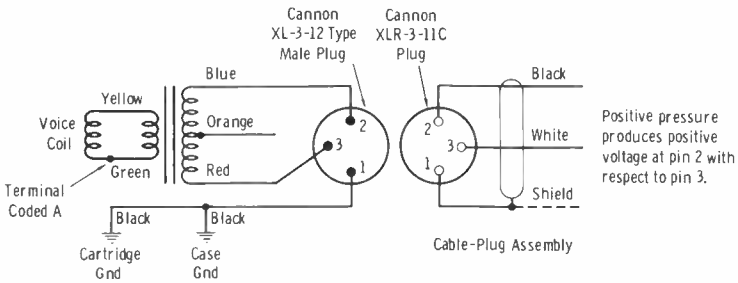 Cannon
XL-3-12 Type
Male Plug
Cannon
XLR-3-11C
Plug
Blue
Black
Yellow
Voice
Coil
Orange
2
3
1
2
3
1
White
Positive pressure
produces positive
voltage at pin 2 with
respect to pin 3.
Green
Red
Terminal
Coded A
Shield
Black
Black
Cartridge
Gnd
Case
Gnd
Cable-Plug Assembly